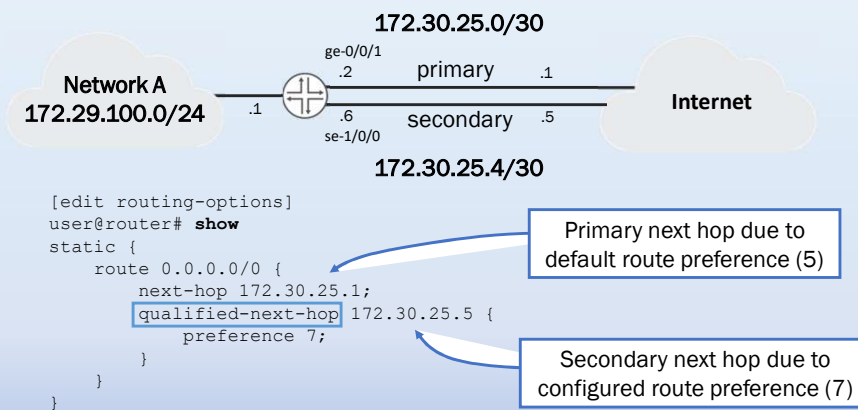 172.30.25.0/30
ge-0/0/1
.2 primary .1
Network A
172.29.100.0/24
.1
Internet
.6 secondary .5
se-1/0/0
172.30.25.4/30
[edit routing-options]
user@router# show
static {
    route 0.0.0.0/0 {
        next-hop 172.30.25.1;
        qualified-next-hop 172.30.25.5 {
            preference 7;
        }
    }
}
Primary next hop due to
default route preference (5)
Secondary next hop due to
configured route preference (7)